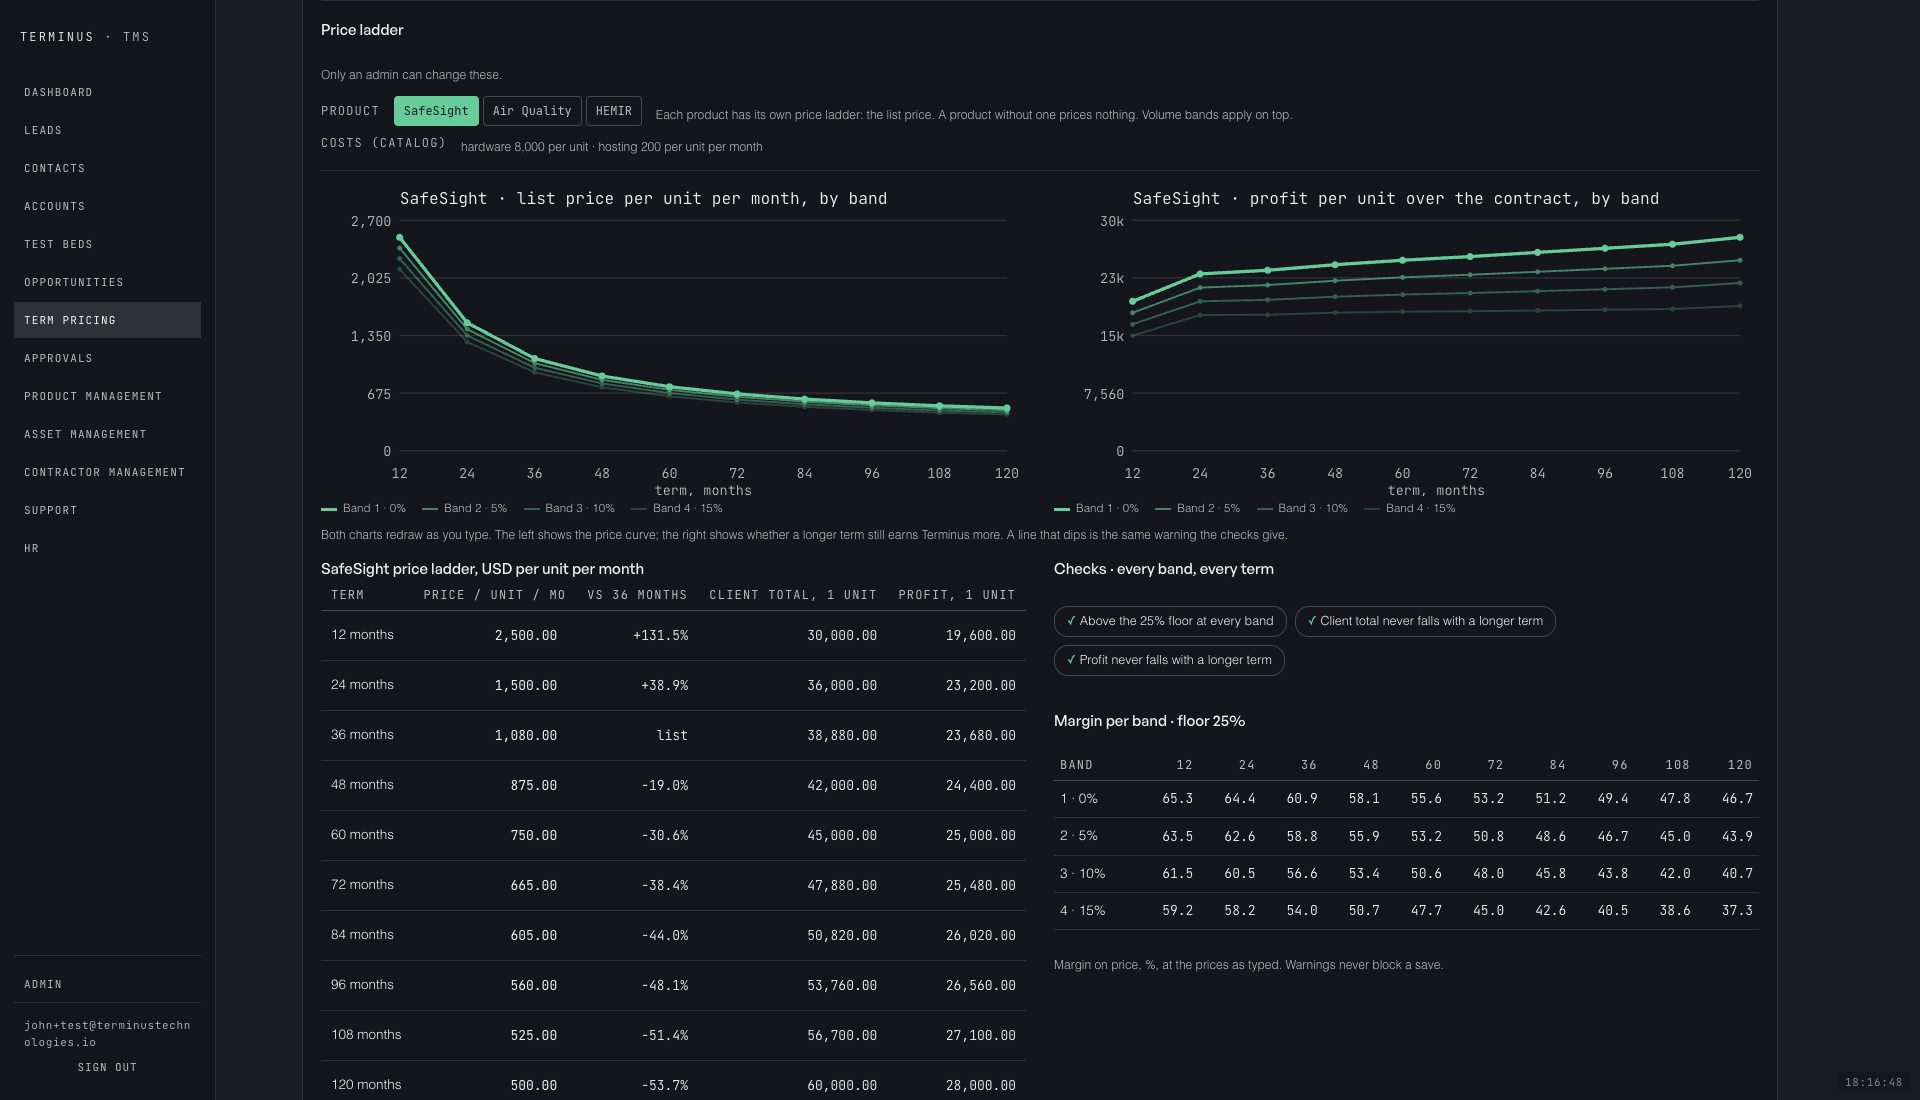 TERMINUS · TMS
DASHBOARD
LEADS
CONTACTS
ACCOUNTS
TEST BEDS
OPPORTUNITIES
TERM PRICING
APPROVALS
PRODUCT MANAGEMENT
ASSET MANAGEMENT
CONTRACTOR MANAGEMENT
SUPPORT
HR
ADMIN
john+test@terminustechn
ologies.io
SIGN OUT
Price ladder
Only an admin can change these.
PRODUCT SafeSight Air Quality HEMIR Each product has its own price ladder: the list price. A product without one prices nothing. Volume bands apply on top.
COSTS (CATALOG) hardware 8,000 per unit · hosting 200 per unit per month
SafeSight · list price per unit per month, by band
2,700
2,025
1,350
675
0
12 24 36 48 60 72 84 96 108 120
term, months
Band 1 · 0% Band 2 · 5% Band 3 · 10% Band 4 · 15%
SafeSight · profit per unit over the contract, by band
30k
23k
15k
7,560
0
12 24 36 48 60 72 84 96 108 120
term, months
Band 1 · 0% Band 2 · 5% Band 3 · 10% Band 4 · 15%
Both charts redraw as you type. The left shows the price curve; the right shows whether a longer term still earns Terminus more. A line that dips is the same warning the checks give.
SafeSight price ladder, USD per unit per month
TERM PRICE / UNIT / MO VS 36 MONTHS CLIENT TOTAL, 1 UNIT PROFIT, 1 UNIT
12 months 2,500.00 +131.5% 30,000.00 19,600.00
24 months 1,500.00 +38.9% 36,000.00 23,200.00
36 months 1,080.00 list 38,880.00 23,680.00
48 months 875.00 -19.0% 42,000.00 24,400.00
60 months 750.00 -30.6% 45,000.00 25,000.00
72 months 665.00 -38.4% 47,880.00 25,480.00
84 months 605.00 -44.0% 50,820.00 26,020.00
96 months 560.00 -48.1% 53,760.00 26,560.00
108 months 525.00 -51.4% 56,700.00 27,100.00
120 months 500.00 -53.7% 60,000.00 28,000.00
Checks · every band, every term
✓ Above the 25% floor at every band ✓ Client total never falls with a longer term
✓ Profit never falls with a longer term
Margin per band · floor 25%
BAND 12 24 36 48 60 72 84 96 108 120
1 · 0% 65.3 64.4 60.9 58.1 55.6 53.2 51.2 49.4 47.8 46.7
2 · 5% 63.5 62.6 58.8 55.9 53.2 50.8 48.6 46.7 45.0 43.9
3 · 10% 61.5 60.5 56.6 53.4 50.6 48.0 45.8 43.8 42.0 40.7
4 · 15% 59.2 58.2 54.0 50.7 47.7 45.0 42.6 40.5 38.6 37.3
Margin on price, %, at the prices as typed. Warnings never block a save.
18:16:48